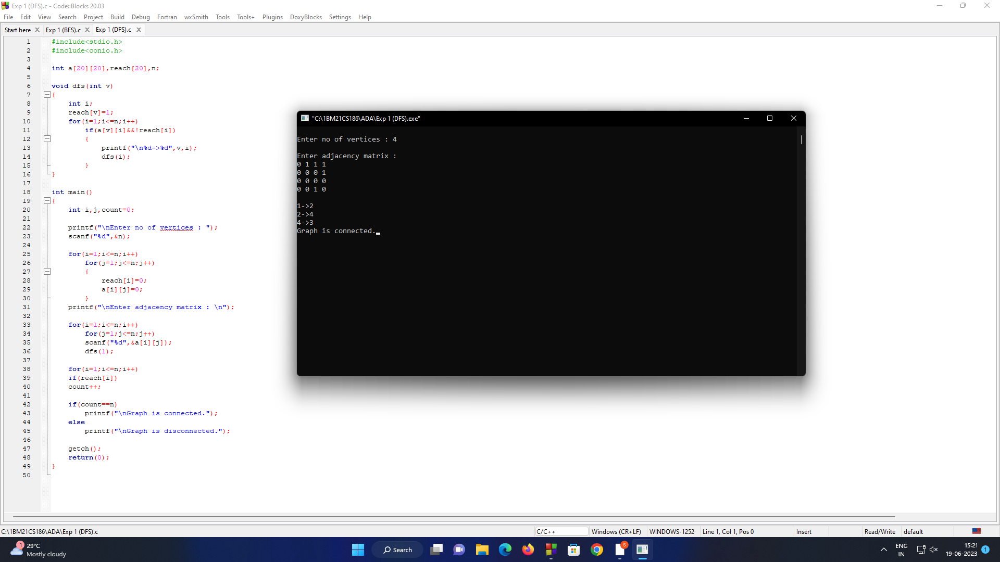 Exp 1 (DFS).c - Code::Blocks 20.03
File Edit View Search Project Build Debug Fortran wxSmith Tools Tools+ Plugins DoxyBlocks Settings Help
Start here Exp 1 (BFS).c Exp 1 (DFS).c
1 #include<stdio.h>
2 #include<conio.h>
3
4 int a[20][20],reach[20],n;
5
6 void dfs(int v)
7 {
8 int i;
9 reach[v]=1;
10 for(i=1;i<=n;i++)
11 if(a[v][i]&&!reach[i])
12 {
13 printf("\n%d->%d",v,i);
14 dfs(i);
15 }
16 }
17
18 int main()
19 {
20 int i,j,count=0;
21
22 printf("\nEnter no of vertices : ");
23 scanf("%d",&n);
24
25 for(i=1;i<=n;i++)
26 for(j=1;j<=n;j++)
27 {
28 reach[i]=0;
29 a[i][j]=0;
30 }
31 printf("\nEnter adjacency matrix : \n");
32
33 for(i=1;i<=n;i++)
34 for(j=1;j<=n;j++)
35 scanf("%d",&a[i][j]);
36 dfs(1);
37
38 for(i=1;i<=n;i++)
39 if(reach[i])
40 count++;
41
42 if(count==n)
43 printf("\nGraph is connected.");
44 else
45 printf("\nGraph is disconnected.");
46
47 getch();
48 return(0);
49 }
50
"C:\1BM21CS186\ADA\Exp 1 (DFS).exe"
Enter no of vertices : 4
Enter adjacency matrix :
0 1 1 1
0 0 0 1
0 0 0 0
0 0 1 0
1->2
2->4
4->3
Graph is connected.
C:\1BM21CS186\ADA\Exp 1 (DFS).c C/C++ Windows (CR+LF) WINDOWS-1252 Line 1, Col 1, Pos 0 Insert Read/Write default
1 29°C
Mostly cloudy
Search
S
ENG
IN
15:21
19-06-2023
1